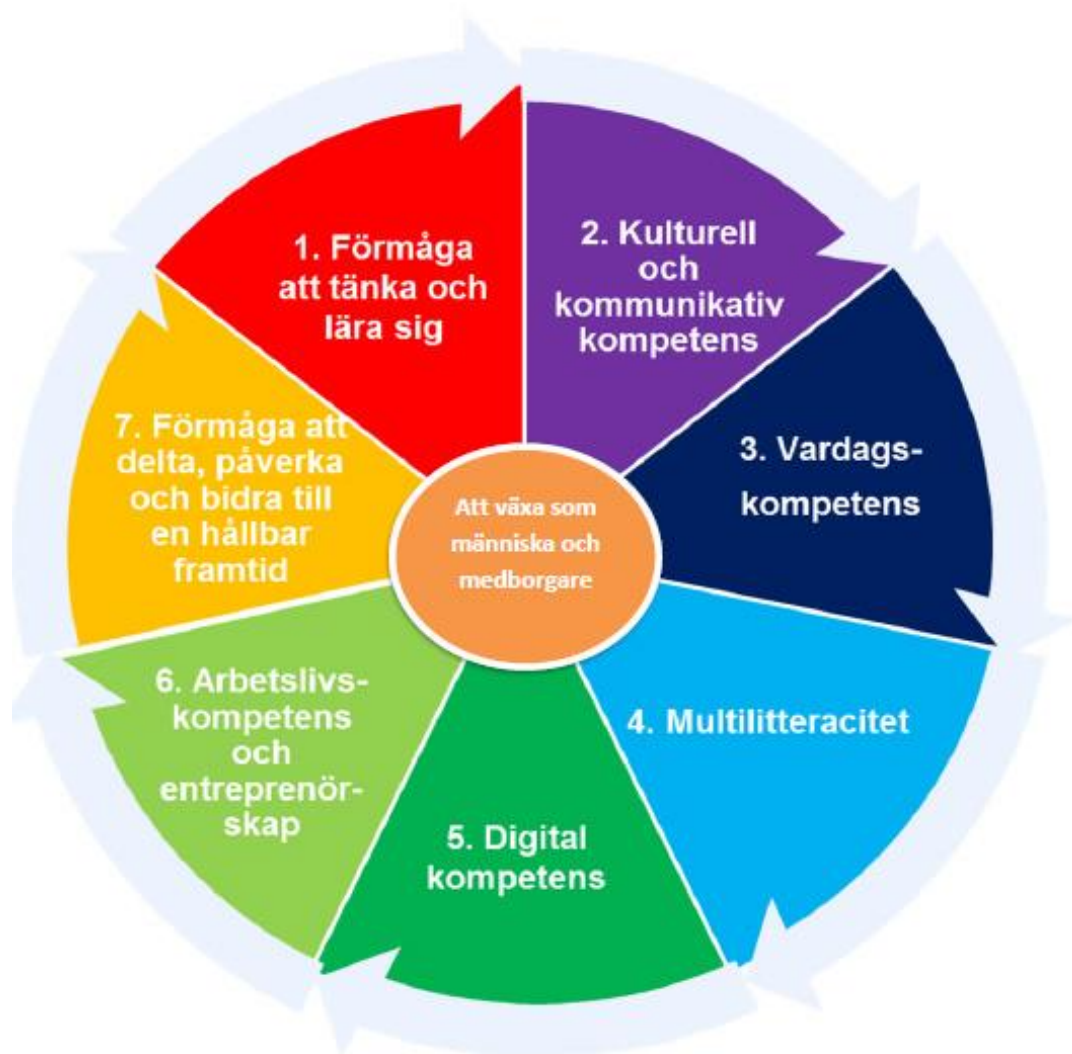 1. Förmåga
att tänka och
lära sig
2. Kulturell
och
kommunikativ
kompetens
3. Vardags-
kompetens
4. Multilitteracitet
5. Digital
kompetens
6. Arbetslivs-
kompetens
och
entreprenör-
skap
7. Förmåga att
delta, påverka
och bidra till
en hållbar
framtid
Att växa som
människa och
medborgare